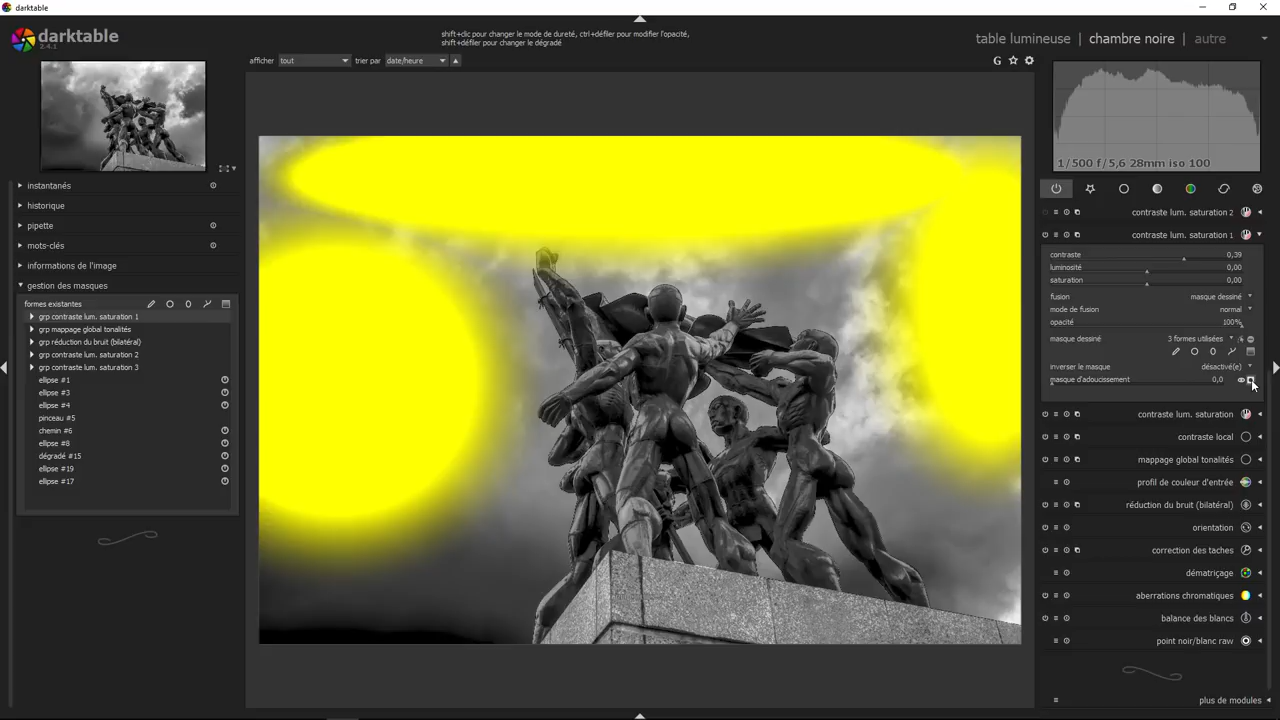 darktable
darktable
2.4.1
shift+clic pour changer le mode de dureté, ctrl+défiler pour modifier l'opacité,
shift+défiler pour changer le dégradé
table lumineuse | chambre noire | autre
afficher tout trier par date/heure
G
1/500 f/5,6 28mm iso 100
instantanés
historique
pipette
mots-clés
informations de l'image
gestion des masques
formes existantes
grp contraste lum. saturation 1
grp mappage global tonalités
grp réduction du bruit (bilatéral)
grp contraste lum. saturation 2
grp contraste lum. saturation 3
ellipse #1
ellipse #3
ellipse #4
pinceau #5
chemin #6
ellipse #8
dégradé #15
ellipse #19
ellipse #17
contraste lum. saturation 2
contraste lum. saturation 1
contraste 0,39
luminosité 0,00
saturation 0,00
fusion masque dessiné
mode de fusion normal
opacité 100%
masque dessiné 3 formes utilisées
inverser le masque désactivé(e)
masque d'adoucissement 0,0
contraste lum. saturation
contraste local
mappage global tonalités
profil de couleur d'entrée
réduction du bruit (bilatéral)
orientation
correction des taches
dématriçage
aberrations chromatiques
balance des blancs
point noir/blanc raw
plus de modules